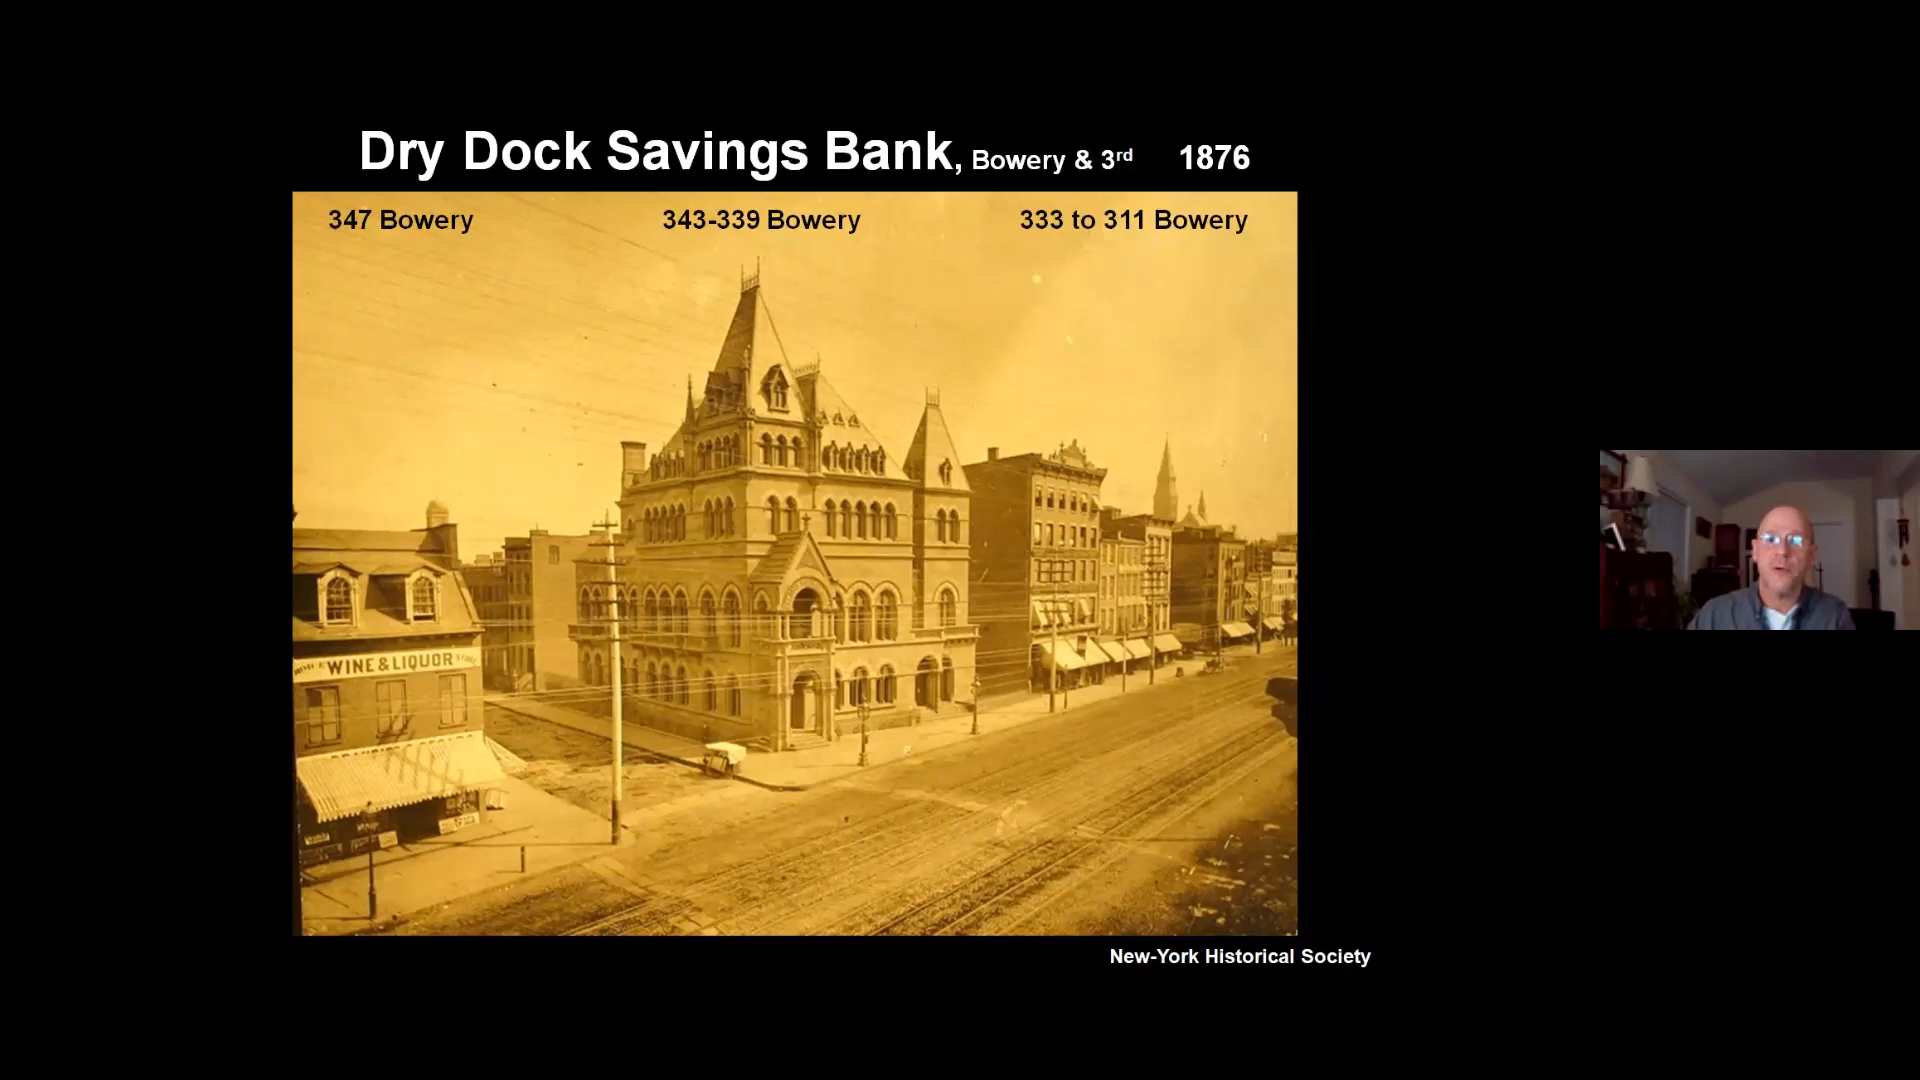 Dry Dock Savings Bank, Bowery & 3rd 1876
347 Bowery 343-339 Bowery 333 to 311 Bowery
WINE & LIQUOR
New-York Historical Society